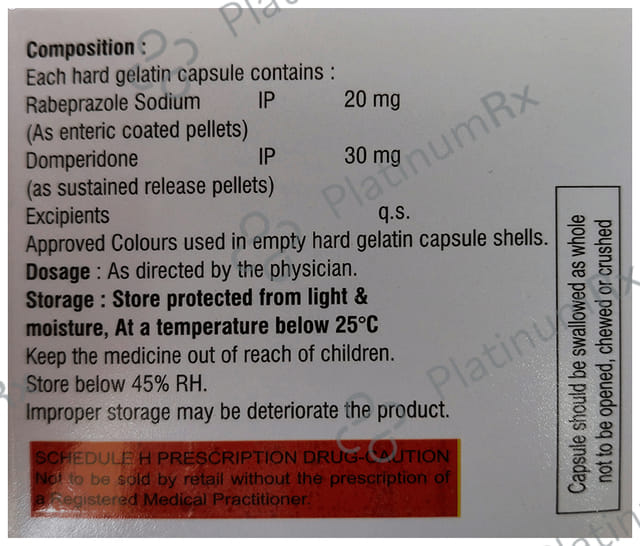 Composition :
Each hard gelatin capsule contains :
Rabeprazole Sodium IP 20 mg
(As enteric coated pellets)
Domperidone IP 30 mg
(as sustained release pellets)
Excipients q.s.
Approved Colours used in empty hard gelatin capsule shells.
Dosage : As directed by the physician.
Storage : Store protected from light &
moisture, At a temperature below 25°C
Keep the medicine out of reach of children.
Store below 45% RH.
Improper storage may be deteriorate the product.
SCHEDULE H PRESCRIPTION DRUG-CAUTION
Not to be sold by retail without the prescription of
a Registered Medical Practitioner.
Capsule should be swallowed as whole
not to be opened, chewed or crushed
PlatinumRx
PlatinumRx